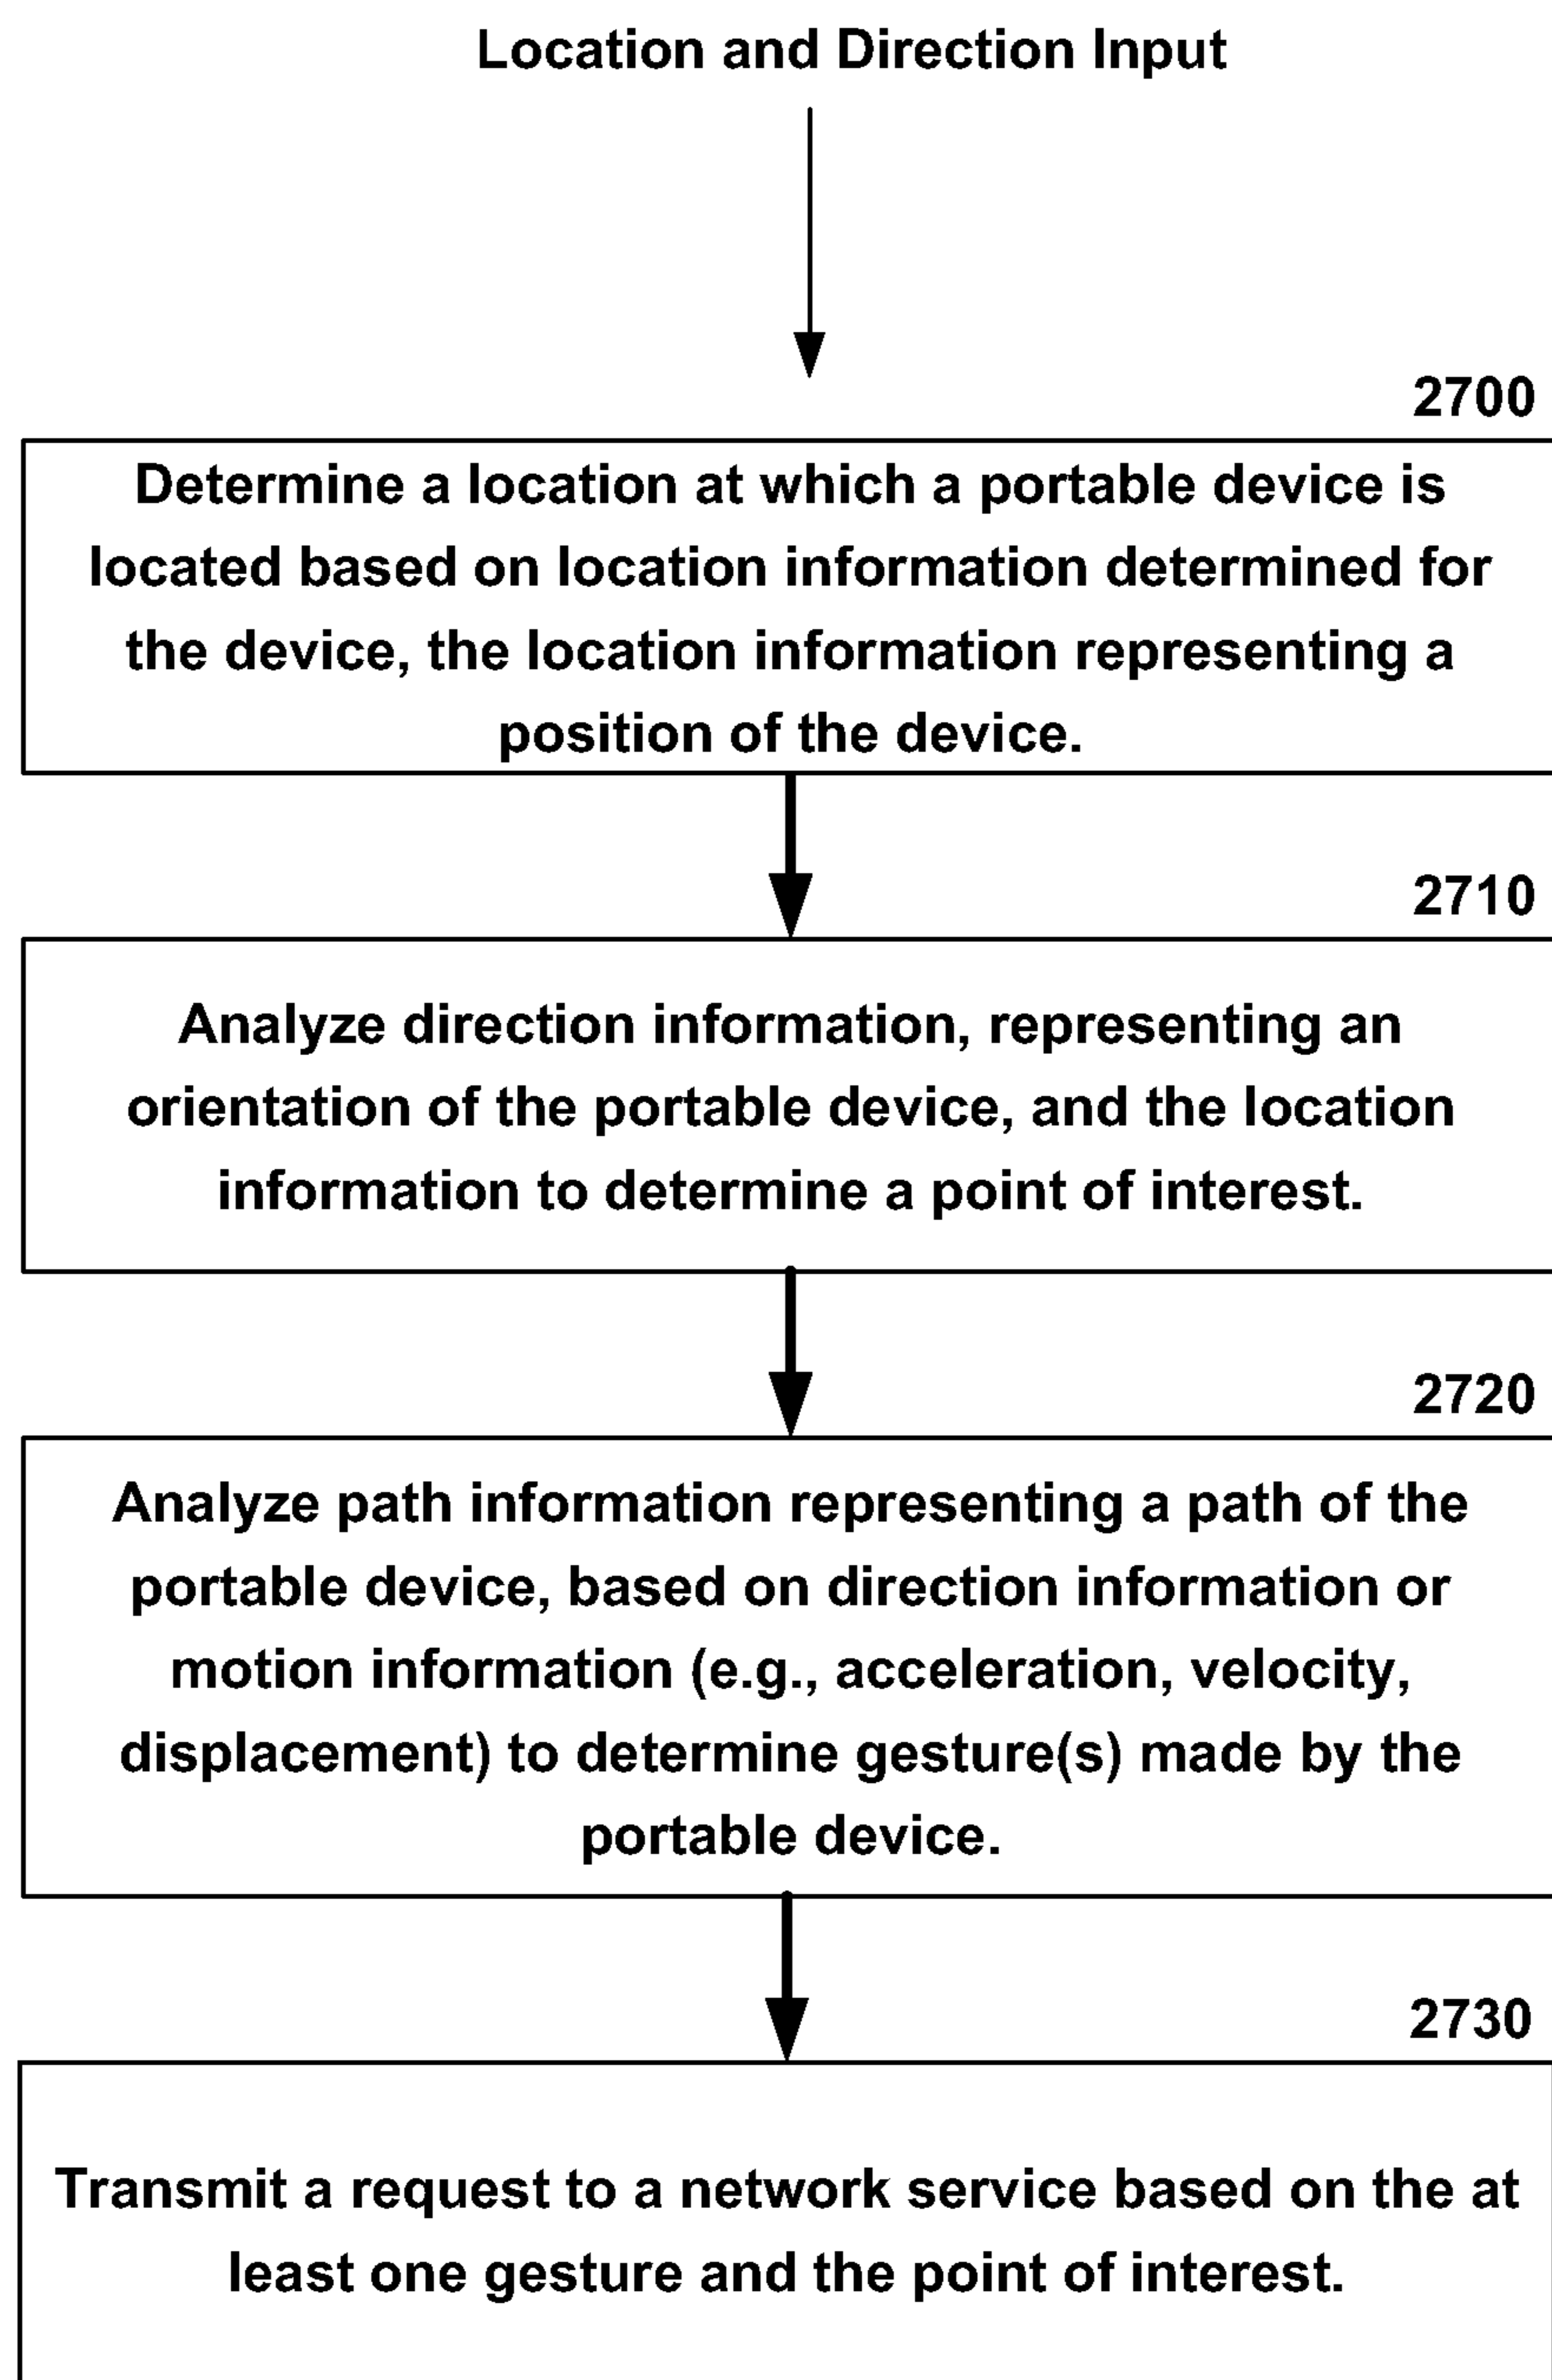 Location and Direction Input
2700
Determine a location at which a portable device is
located based on location information determined for
the device, the location information representing a
position of the device.
2710
Analyze direction information, representing an
orientation of the portable device, and the location
information to determine a point of interest.
2720
Analyze path information representing a path of the
portable device, based on direction information or
motion information (e.g., acceleration, velocity,
displacement) to determine gesture(s) made by the
portable device.
2730
Transmit a request to a network service based on the at
least one gesture and the point of interest.